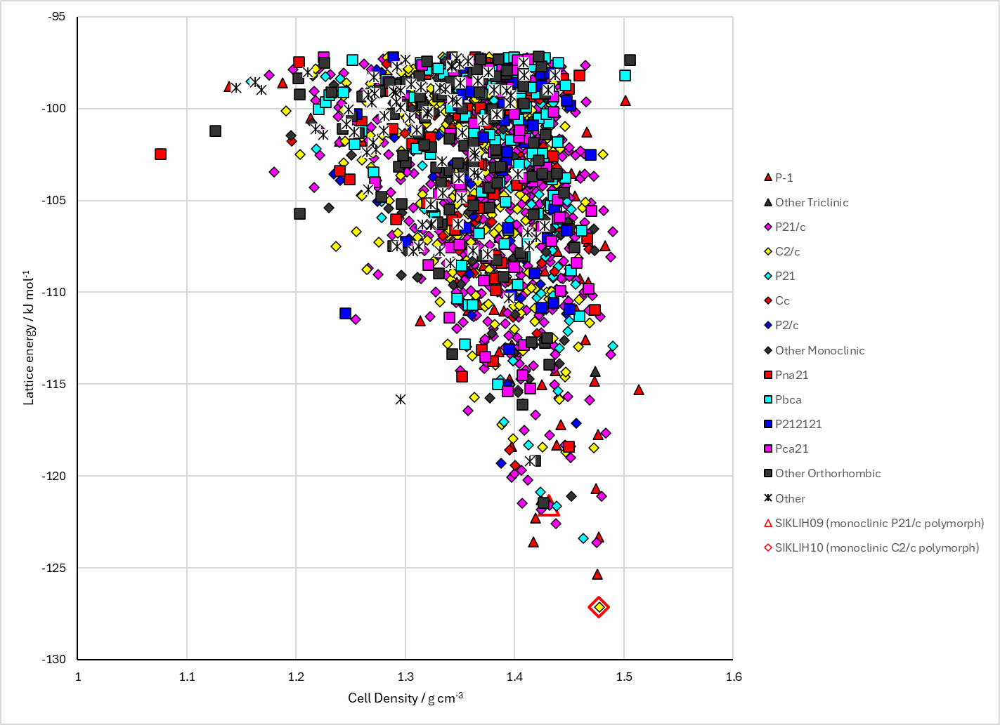 -95
-100
-105
-110
-115
-120
-125
-130
Lattice energy / kJ mol-1
1 1.1 1.2 1.3 1.4 1.5 1.6
Cell Density / g cm-3
P-1
Other Triclinic
P21/c
C2/c
P21
Cc
P2/c
Other Monoclinic
Pna21
Pbca
P212121
Pca21
Other Orthorhombic
Other
SIKLIH09 (monoclinic P21/c polymorph)
SIKLIH10 (monoclinic C2/c polymorph)